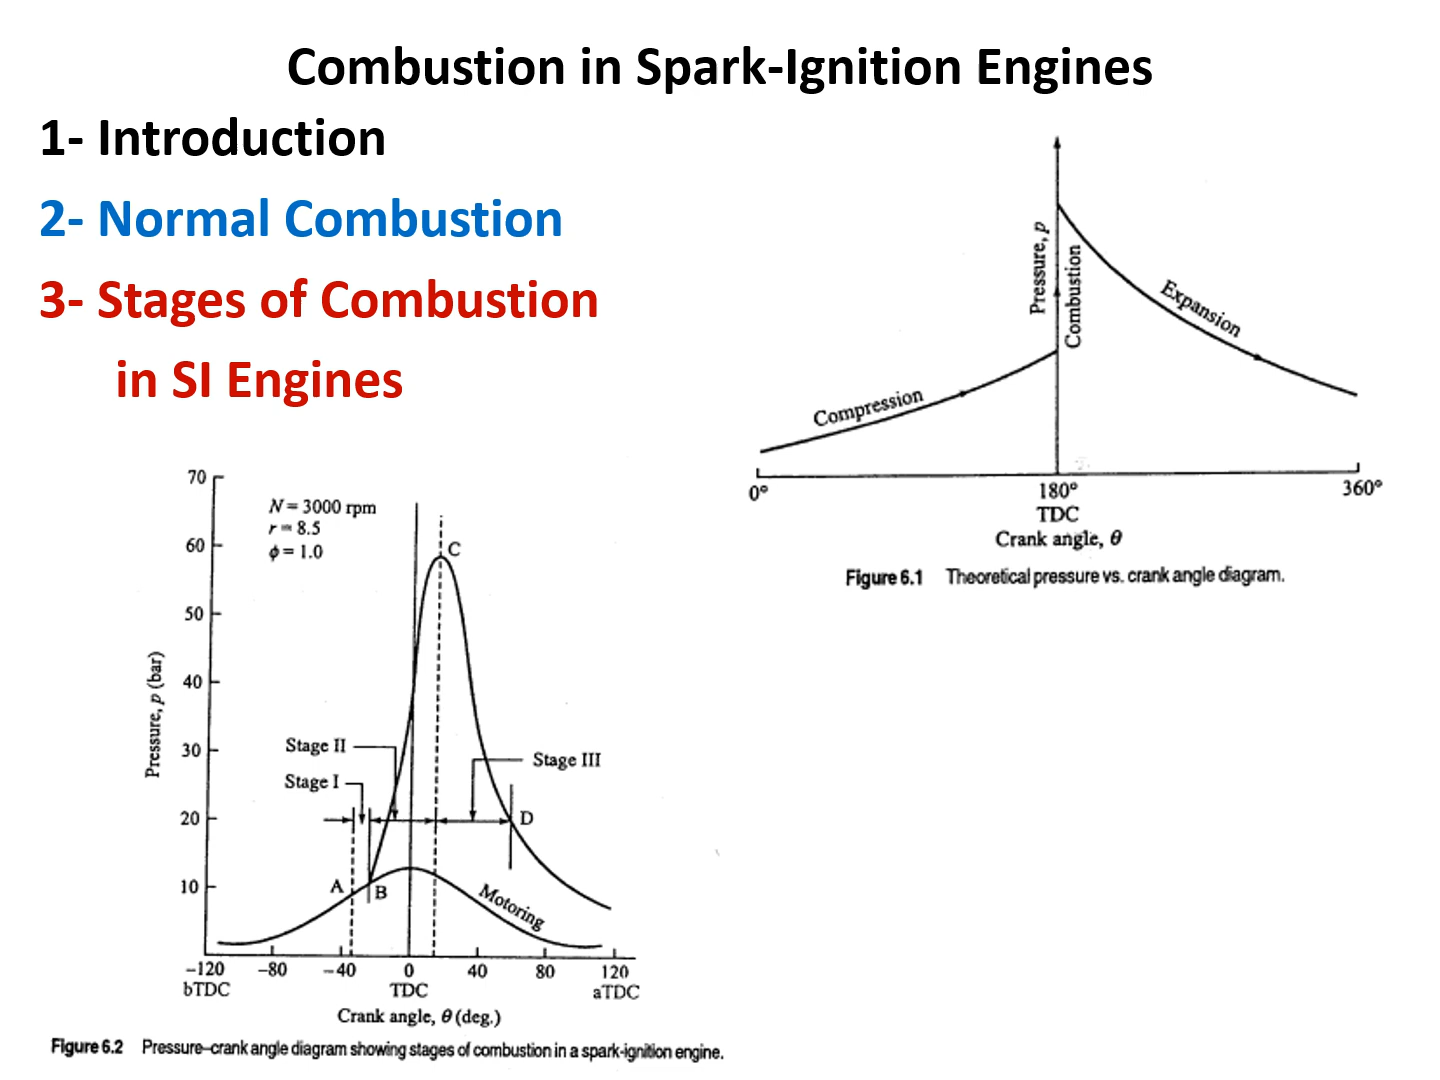 Combustion in Spark-Ignition Engines
1- Introduction
2- Normal Combustion
3- Stages of Combustion
in SI Engines
Pressure, p
Combustion
Expansion
Compression
0°
180°
360°
TDC
Crank angle, θ
Figure 6.1 Theoretical pressure vs. crank angle diagram.
70
60
50
40
30
20
10
Pressure, p (bar)
N = 3000 rpm
r = 8.5
ϕ = 1.0
C
Stage II
Stage III
Stage I
D
A
B
Motoring
-120
-80
-40
0
40
80
120
bTDC
TDC
aTDC
Crank angle, θ (deg.)
Figure 6.2 Pressure–crank angle diagram showing stages of combustion in a spark-ignition engine.